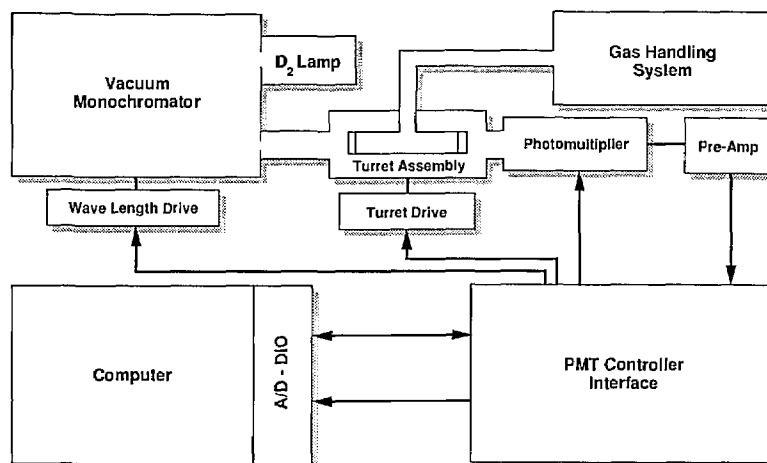 D2 Lamp
Vacuum
Monochromator
Gas Handling
System
Photomultiplier
Pre-Amp
Turret Assembly
Wave Length Drive
Turret Drive
Computer
A/D - DIO
PMT Controller
Interface